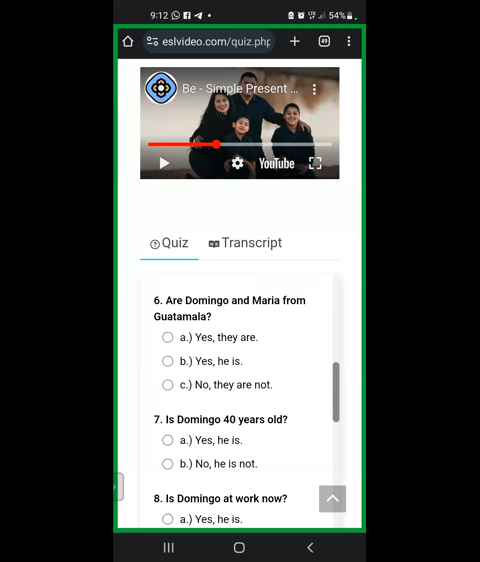 9:12
LTE
54%
eslvideo.com/quiz.php
49
Be - Simple Present ...
YouTube
Quiz
Transcript
6. Are Domingo and Maria from
Guatamala?
a.) Yes, they are.
b.) Yes, he is.
c.) No, they are not.
7. Is Domingo 40 years old?
a.) Yes, he is.
b.) No, he is not.
8. Is Domingo at work now?
a.) Yes, he is.